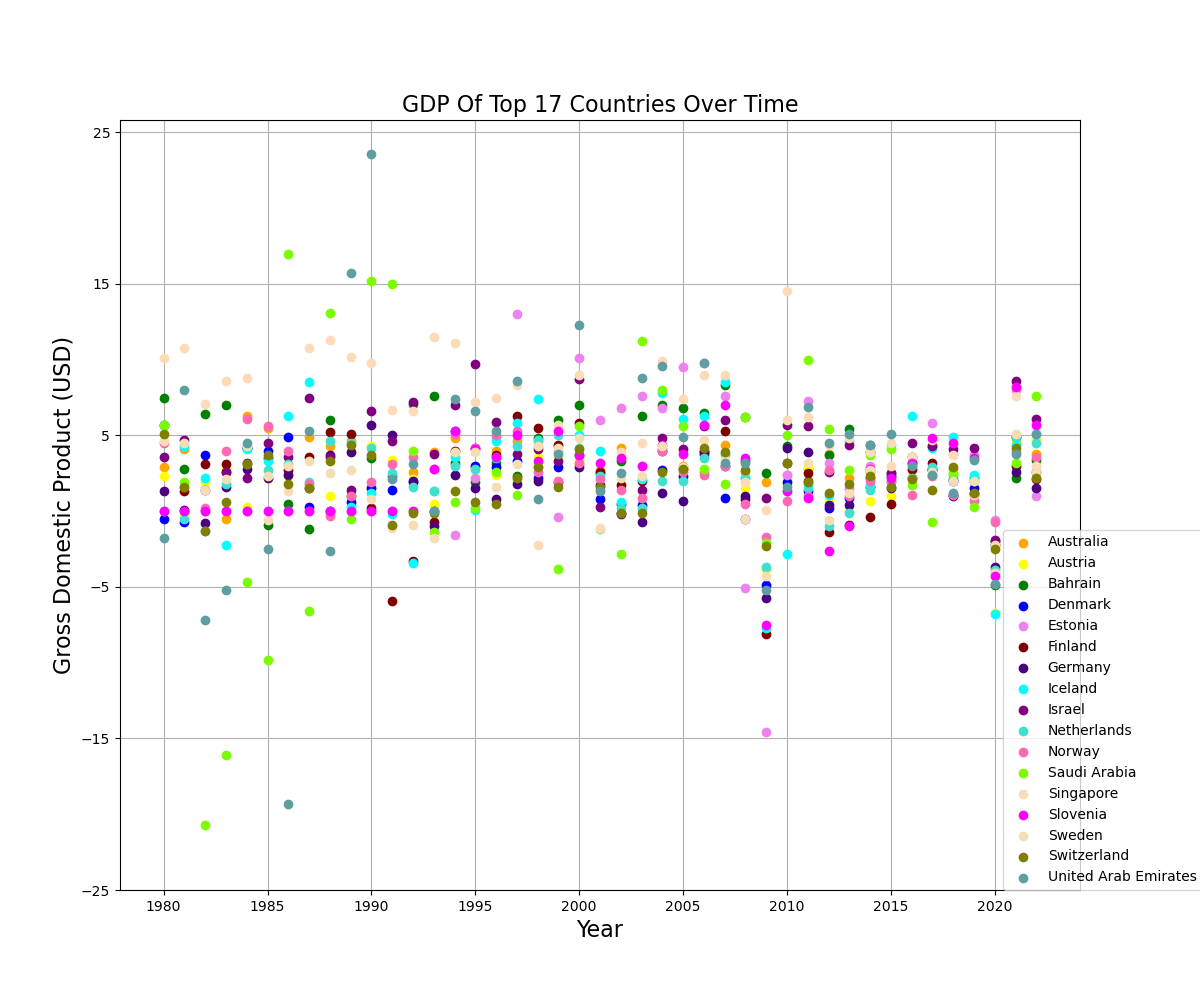 GDP Of Top 17 Countries Over Time
Gross Domestic Product (USD)
25
15
5
−5
−15
−25
1980
1985
1990
1995
2000
2005
2010
2015
2020
Year
Australia
Austria
Bahrain
Denmark
Estonia
Finland
Germany
Iceland
Israel
Netherlands
Norway
Saudi Arabia
Singapore
Slovenia
Sweden
Switzerland
United Arab Emirates